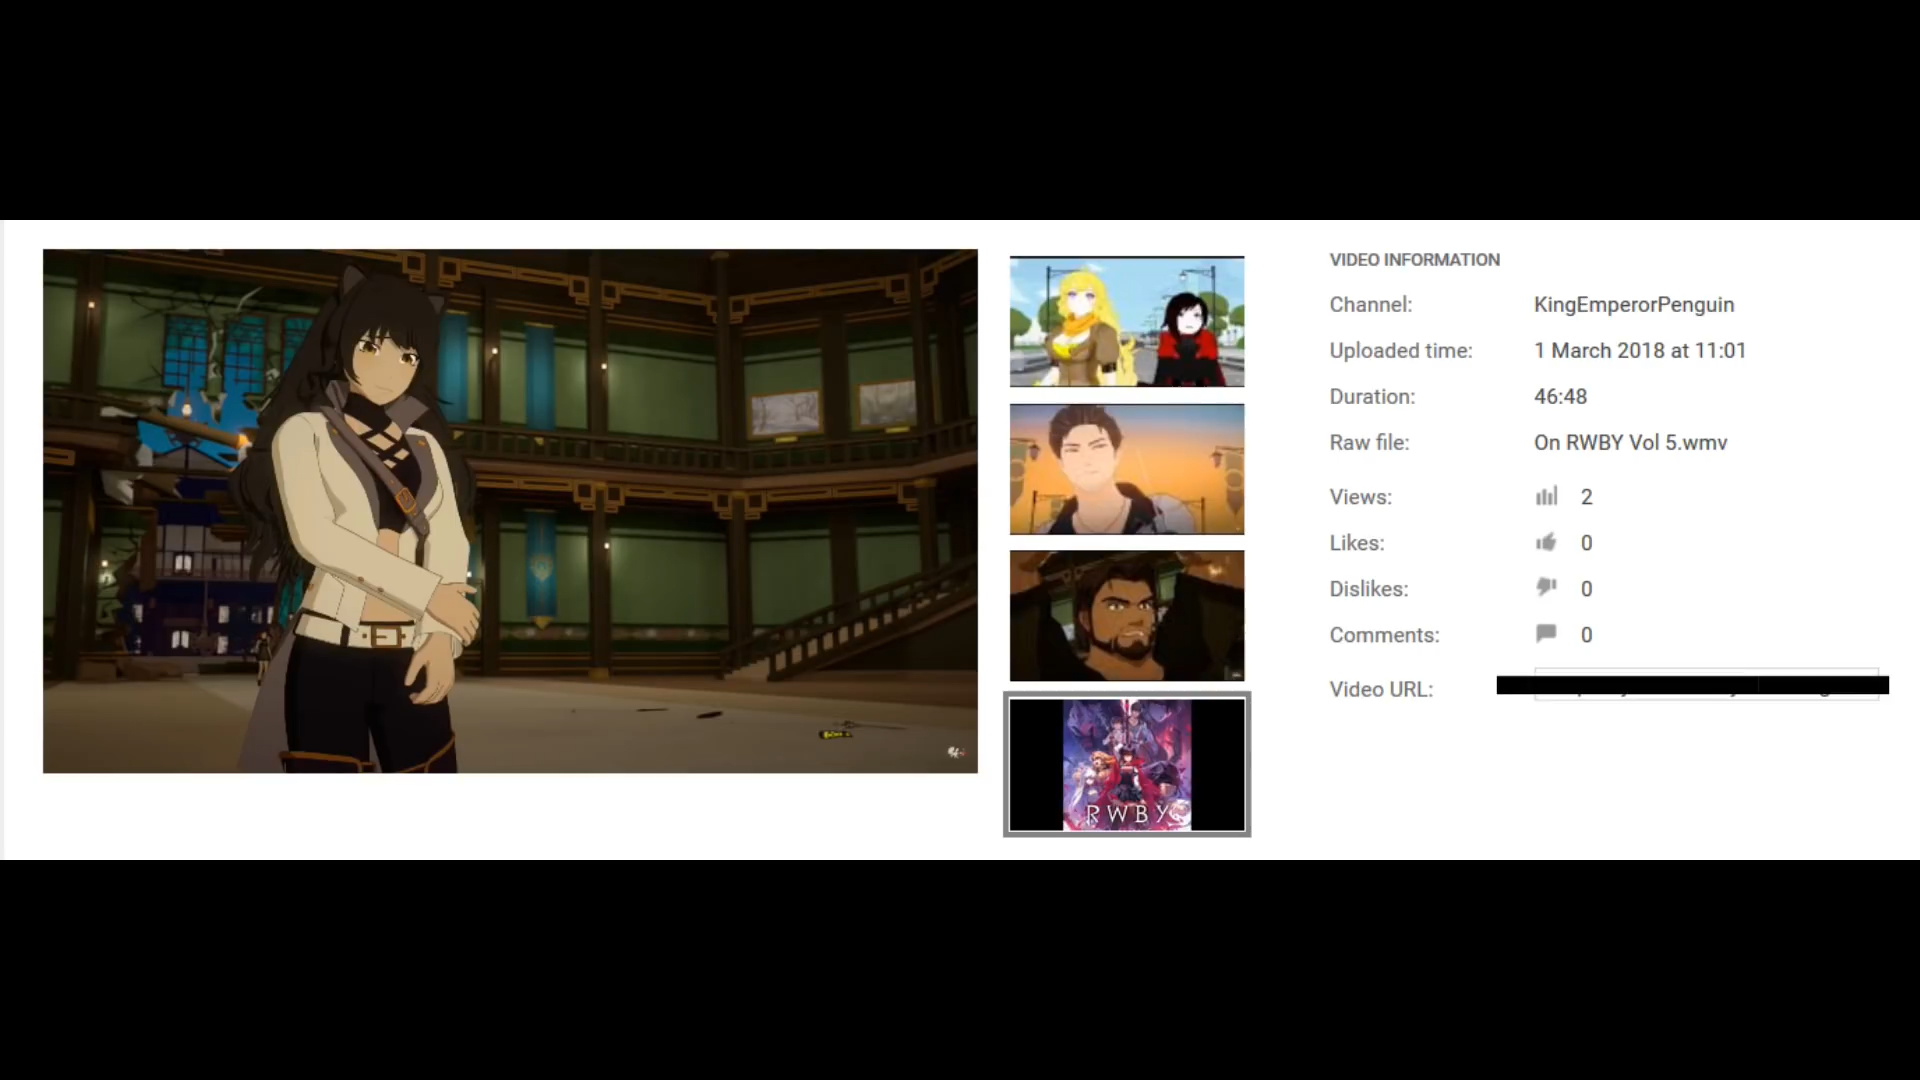 RWBY
VIDEO INFORMATION
Channel: KingEmperorPenguin
Uploaded time: 1 March 2018 at 11:01
Duration: 46:48
Raw file: On RWBY Vol 5.wmv
Views: 2
Likes: 0
Dislikes: 0
Comments: 0
Video URL: